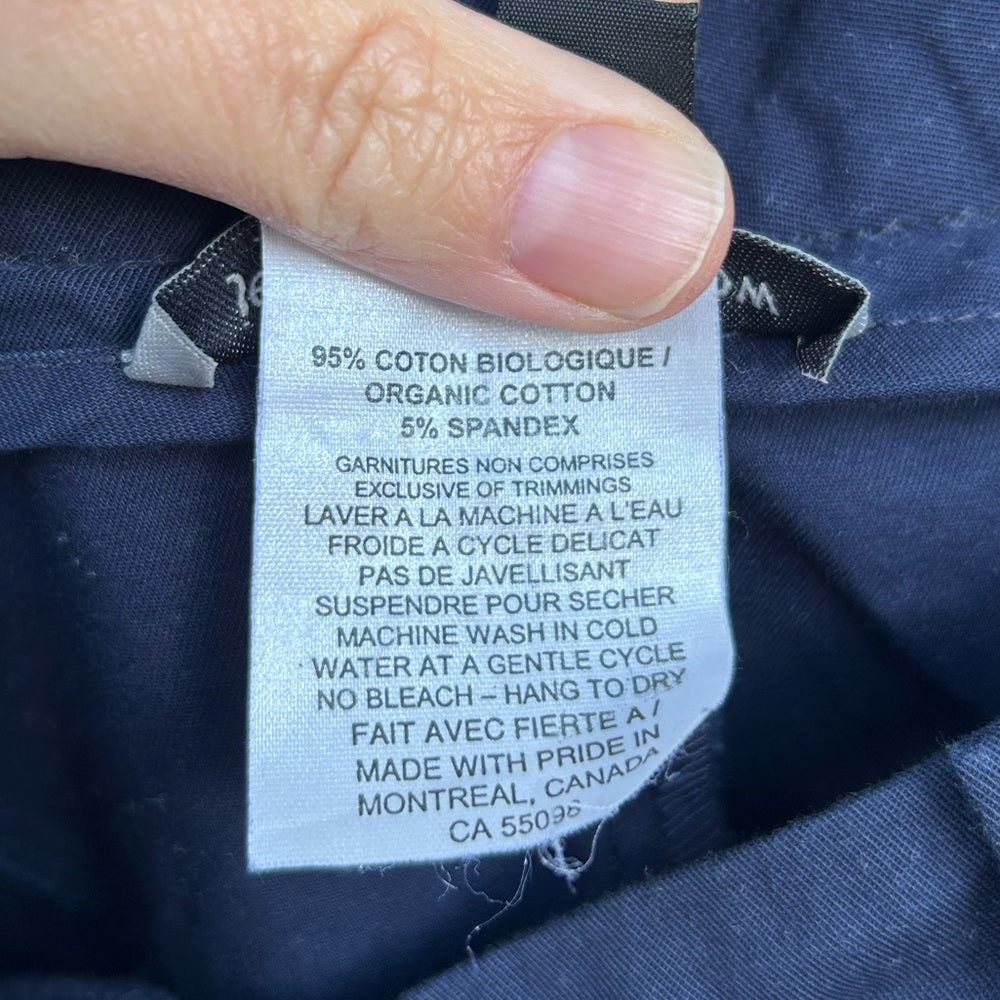 95% COTON BIOLOGIQUE /
ORGANIC COTTON
5% SPANDEX
GARNITURES NON COMPRISES
EXCLUSIVE OF TRIMMINGS
LAVER A LA MACHINE A L'EAU
FROIDE A CYCLE DELICAT
PAS DE JAVELLISANT
SUSPENDRE POUR SECHER
MACHINE WASH IN COLD
WATER AT A GENTLE CYCLE
NO BLEACH – HANG TO DRY
FAIT AVEC FIERTE A /
MADE WITH PRIDE IN
MONTREAL, CANADA
CA 55098